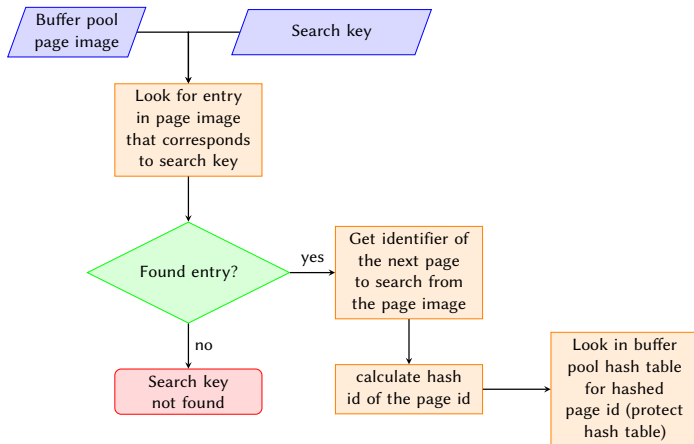 Buffer pool
page image
Search key
Look for entry
in page image
that corresponds
to search key
Found entry?
yes
Get identifier of
the next page
to search from
the page image
no
Search key
not found
calculate hash
id of the page id
Look in buffer
pool hash table
for hashed
page id (protect
hash table)